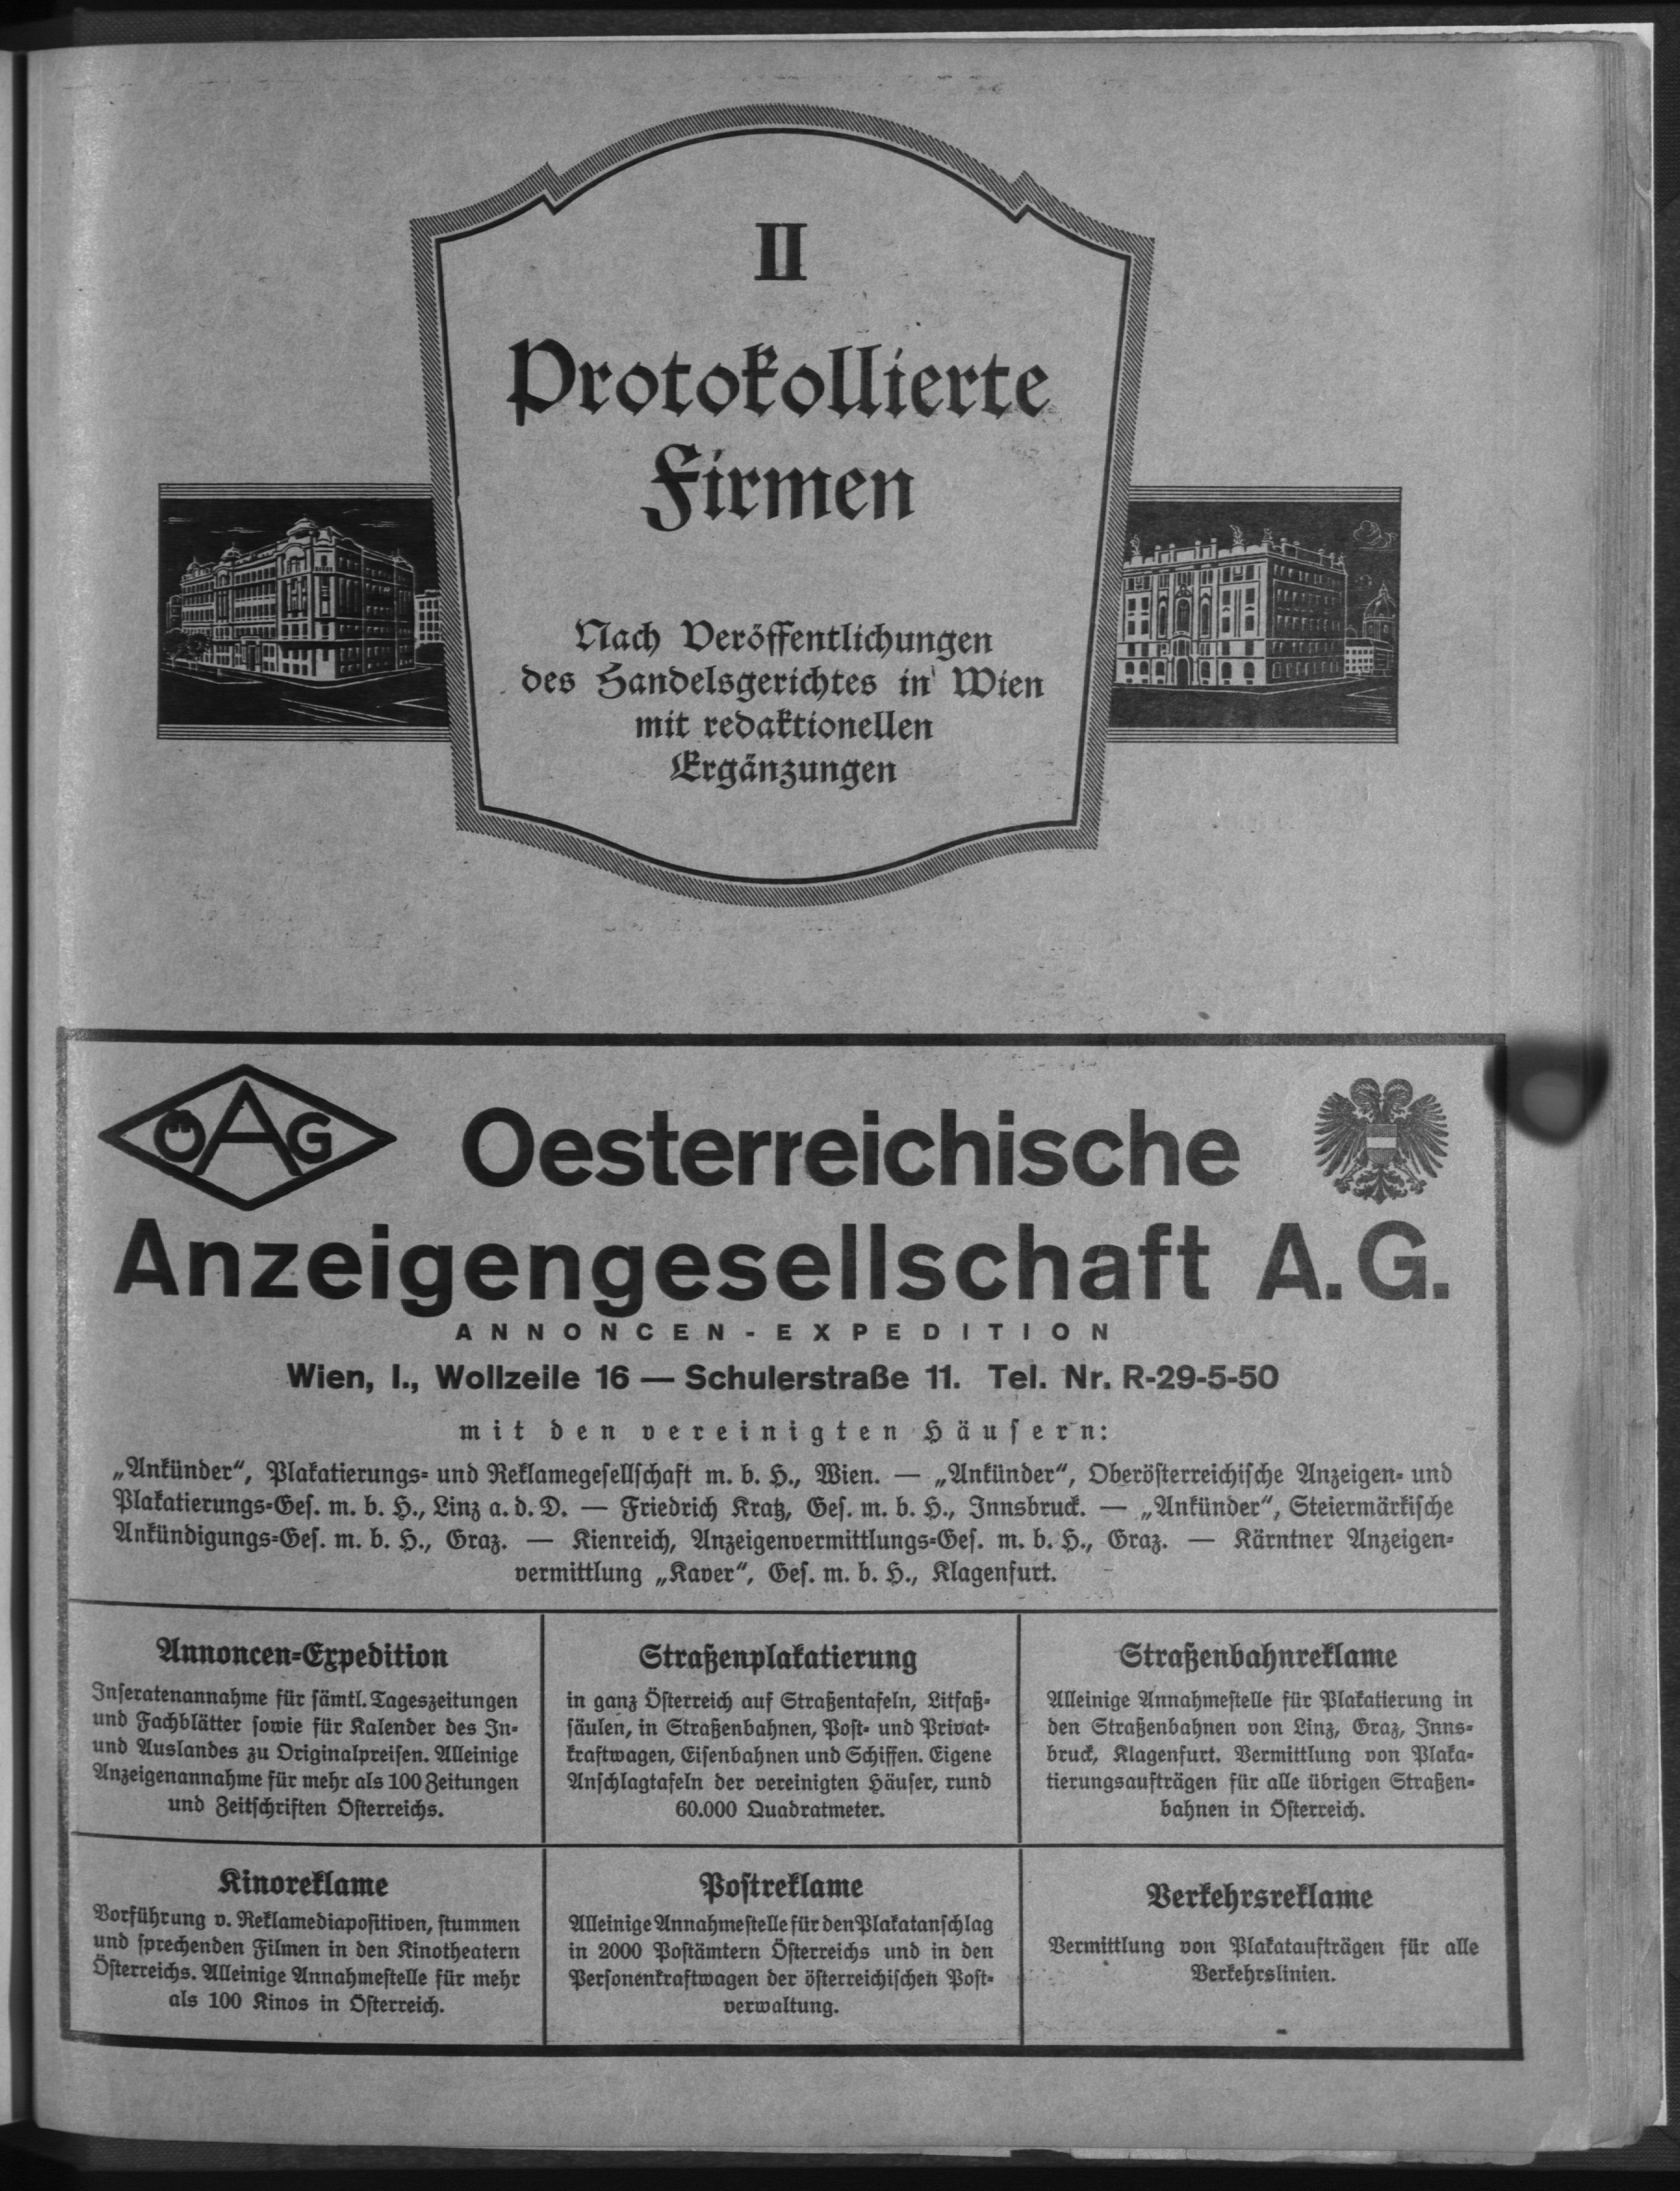 II
Protokollierte
Firmen
Nach Veröffentlichungen
des Handelsgerichtes in Wien
mit redaktionellen
Ergänzungen
ÖAG
Oesterreichische
Anzeigengesellschaft A.G.
ANNONCEN-EXPEDITION
Wien, I., Wollzeile 16 — Schulerstraße 11. Tel. Nr. R-29-5-50
mit den vereinigten Häusern:
„Ankünder“, Plakatierungs- und Reklamegesellschaft m. b. H., Wien. — „Ankünder“, Oberösterreichische Anzeigen- und
Plakatierungs-Ges. m. b. H., Linz a. d. D. — Friedrich Kratz, Ges. m. b. H., Innsbruck. — „Ankünder“, Steiermärkische
Ankündigungs-Ges. m. b. H., Graz. — Kienreich, Anzeigenvermittlungs-Ges. m. b. H., Graz. — Kärntner Anzeigen-
vermittlung „Kaver“, Ges. m. b. H., Klagenfurt.
Annoncen-Expedition
Inseratenannahme für sämtl. Tageszeitungen
und Fachblätter sowie für Kalender des In-
und Auslandes zu Originalpreisen. Alleinige
Anzeigenannahme für mehr als 100 Zeitungen
und Zeitschriften Österreichs.
Straßenplakatierung
in ganz Österreich auf Straßentafeln, Litfaß-
säulen, in Straßenbahnen, Post- und Privat-
kraftwagen, Eisenbahnen und Schiffen. Eigene
Anschlagtafeln der vereinigten Häuser, rund
60.000 Quadratmeter.
Straßenbahnreklame
Alleinige Annahmestelle für Plakatierung in
den Straßenbahnen von Linz, Graz, Inns-
bruck, Klagenfurt. Vermittlung von Plaka-
tierungsaufträgen für alle übrigen Straßen-
bahnen in Österreich.
Kinoreklame
Vorführung v. Reklamediapositiven, stummen
und sprechenden Filmen in den Kinotheatern
Österreichs. Alleinige Annahmestelle für mehr
als 100 Kinos in Österreich.
Postreklame
Alleinige Annahmestelle für den Plakatanschlag
in 2000 Postämtern Österreichs und in den
Personenkraftwagen der österreichischen Post-
verwaltung.
Verkehrsreklame
Vermittlung von Plakataufträgen für alle
Verkehrslinien.